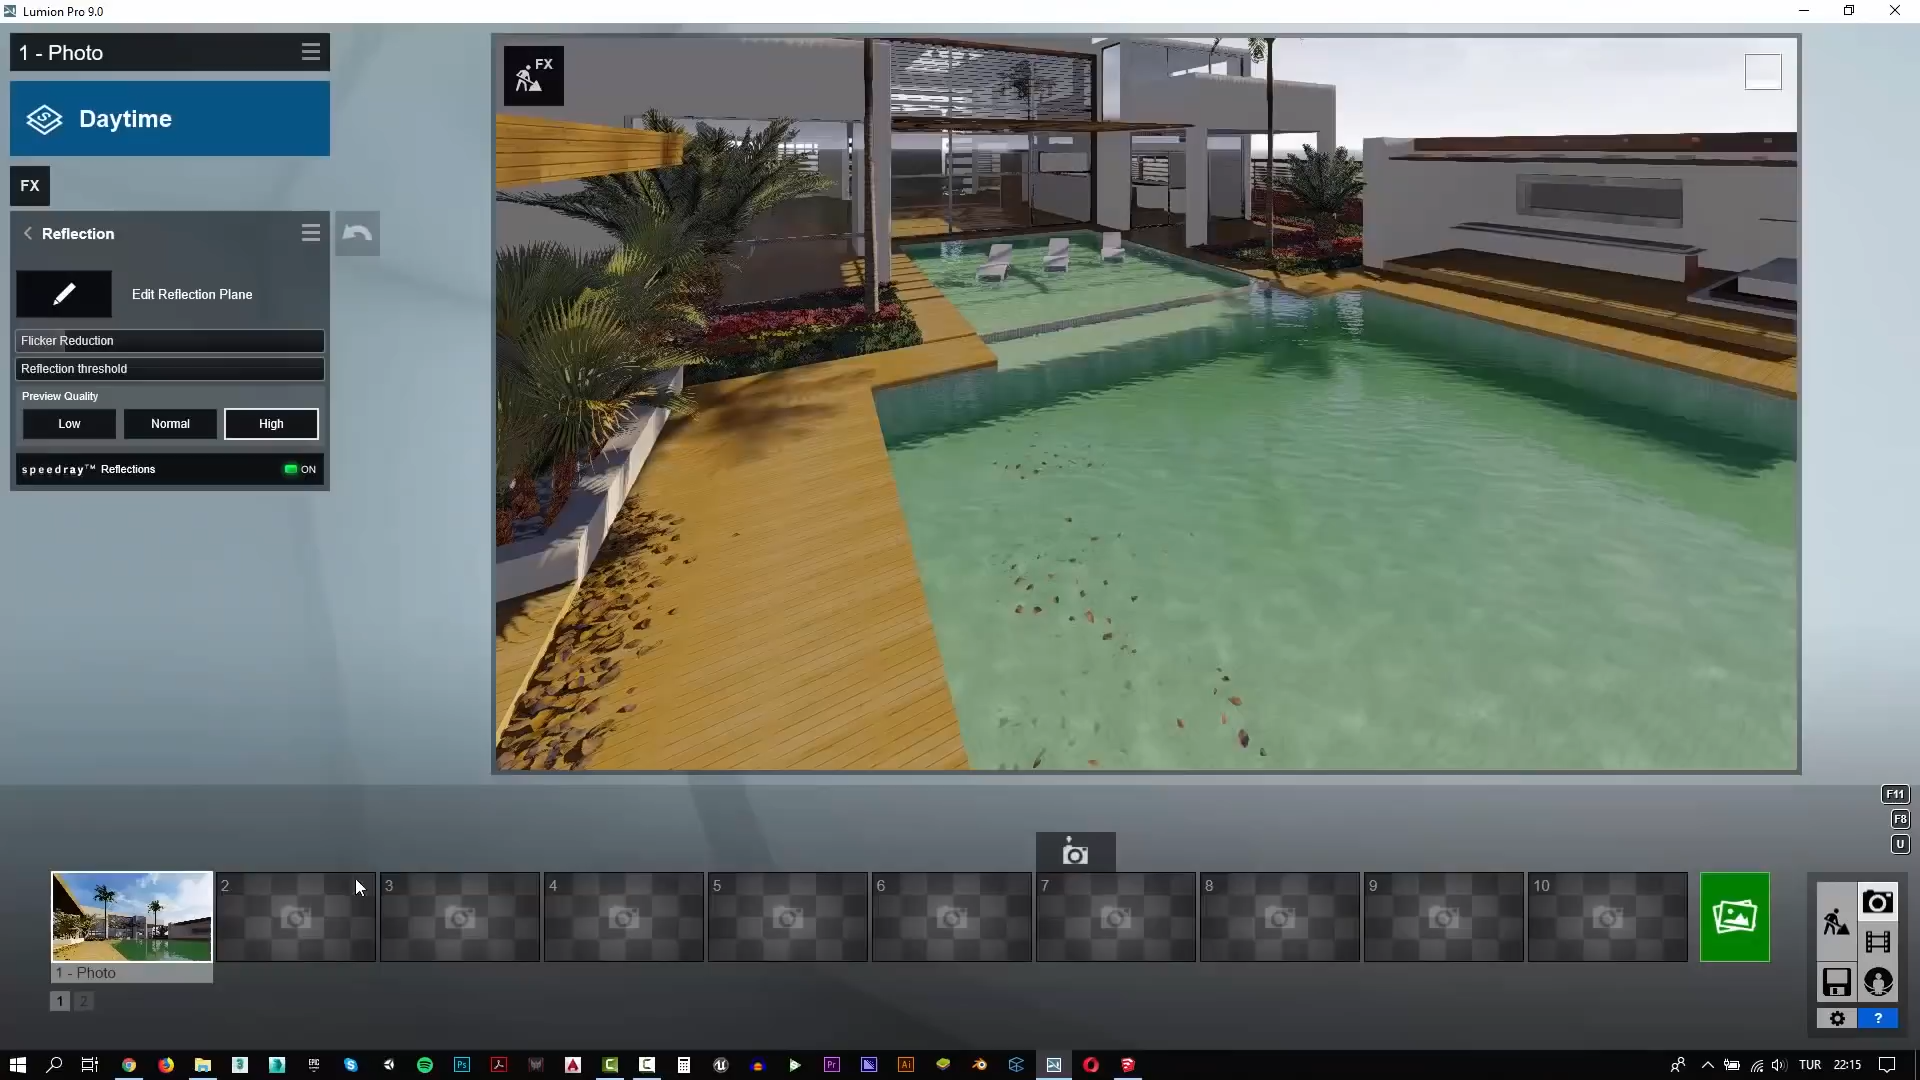 Lumion Pro 9.0
1 - Photo
Daytime
FX
FX
Reflection
Edit Reflection Plane
Flicker Reduction
Reflection threshold
Preview Quality
Low Normal High
speedray™ Reflections ON
F11
F8
U
2 3 4 5 6 7 8 9 10
1 - Photo
1 2
?
TUR 22:15